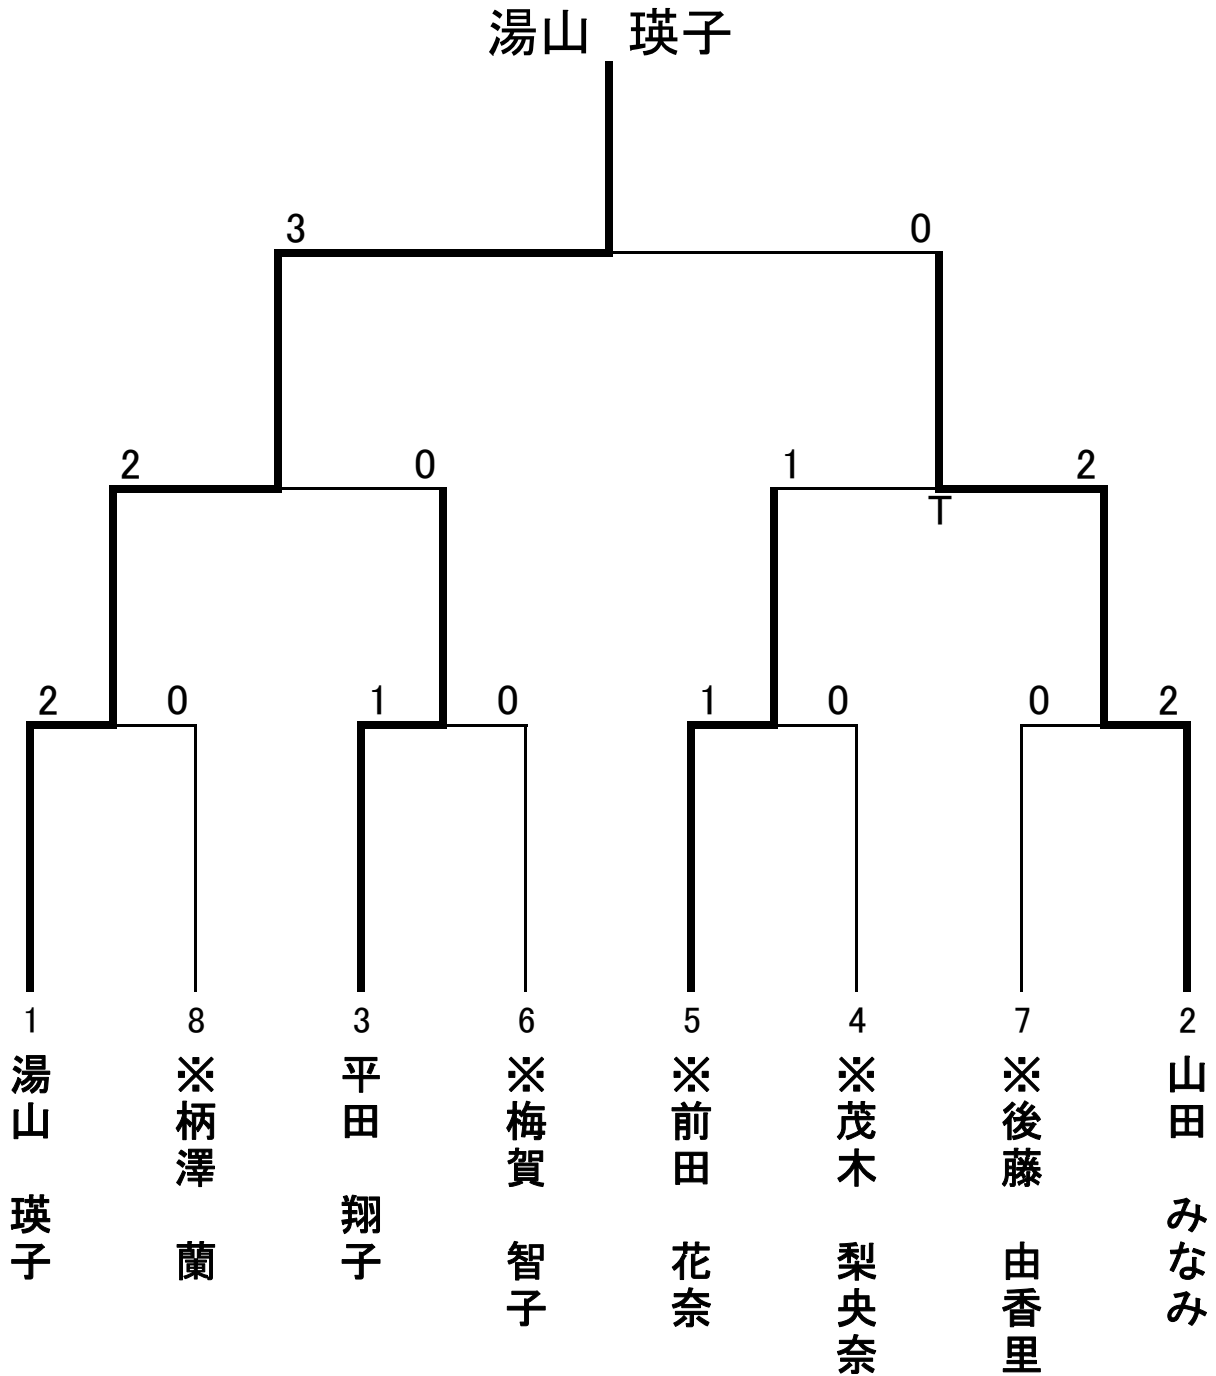 湯山　瑛子
3 0
2 0 1 2
T
2 0 1 0 1 0 0 2
1 8 3 6 5 4 7 2
湯山　瑛子
※柄澤　蘭
平田　翔子
※梅賀　智子
※前田　花奈
※茂木　梨央奈
※後藤　由香里
山田　みなみ